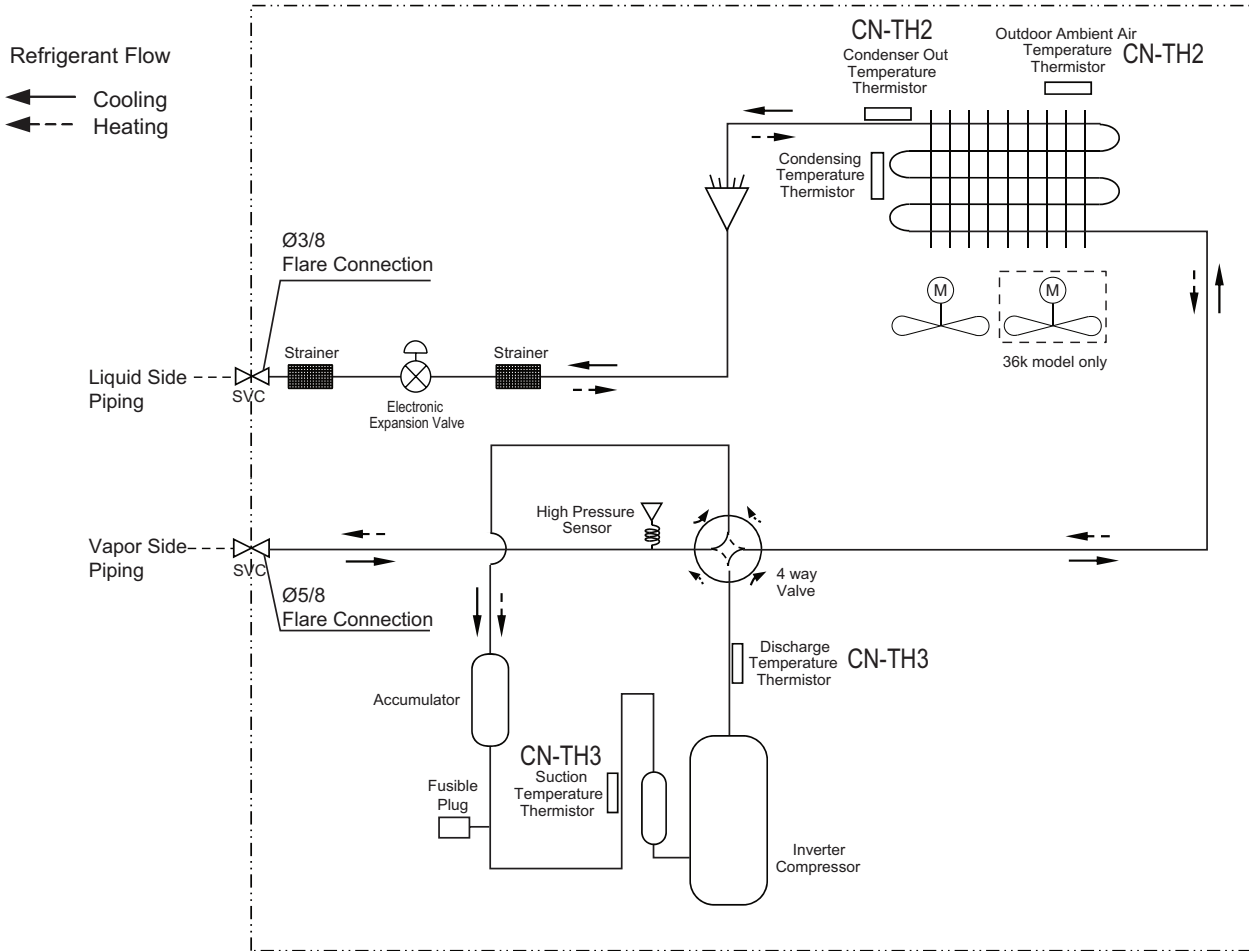 Refrigerant Flow
Cooling
Heating
CN-TH2
Condenser Out
Temperature
Thermistor
Outdoor Ambient Air
Temperature
Thermistor
CN-TH2
Condensing
Temperature
Thermistor
Ø3/8
Flare Connection
M
M
36k model only
Strainer
Strainer
Liquid Side
Piping
SVC
Electronic
Expansion Valve
High Pressure
Sensor
Vapor Side
Piping
SVC
4 way
Valve
Ø5/8
Flare Connection
Discharge
Temperature
Thermistor
CN-TH3
Accumulator
CN-TH3
Suction
Temperature
Thermistor
Fusible
Plug
Inverter
Compressor